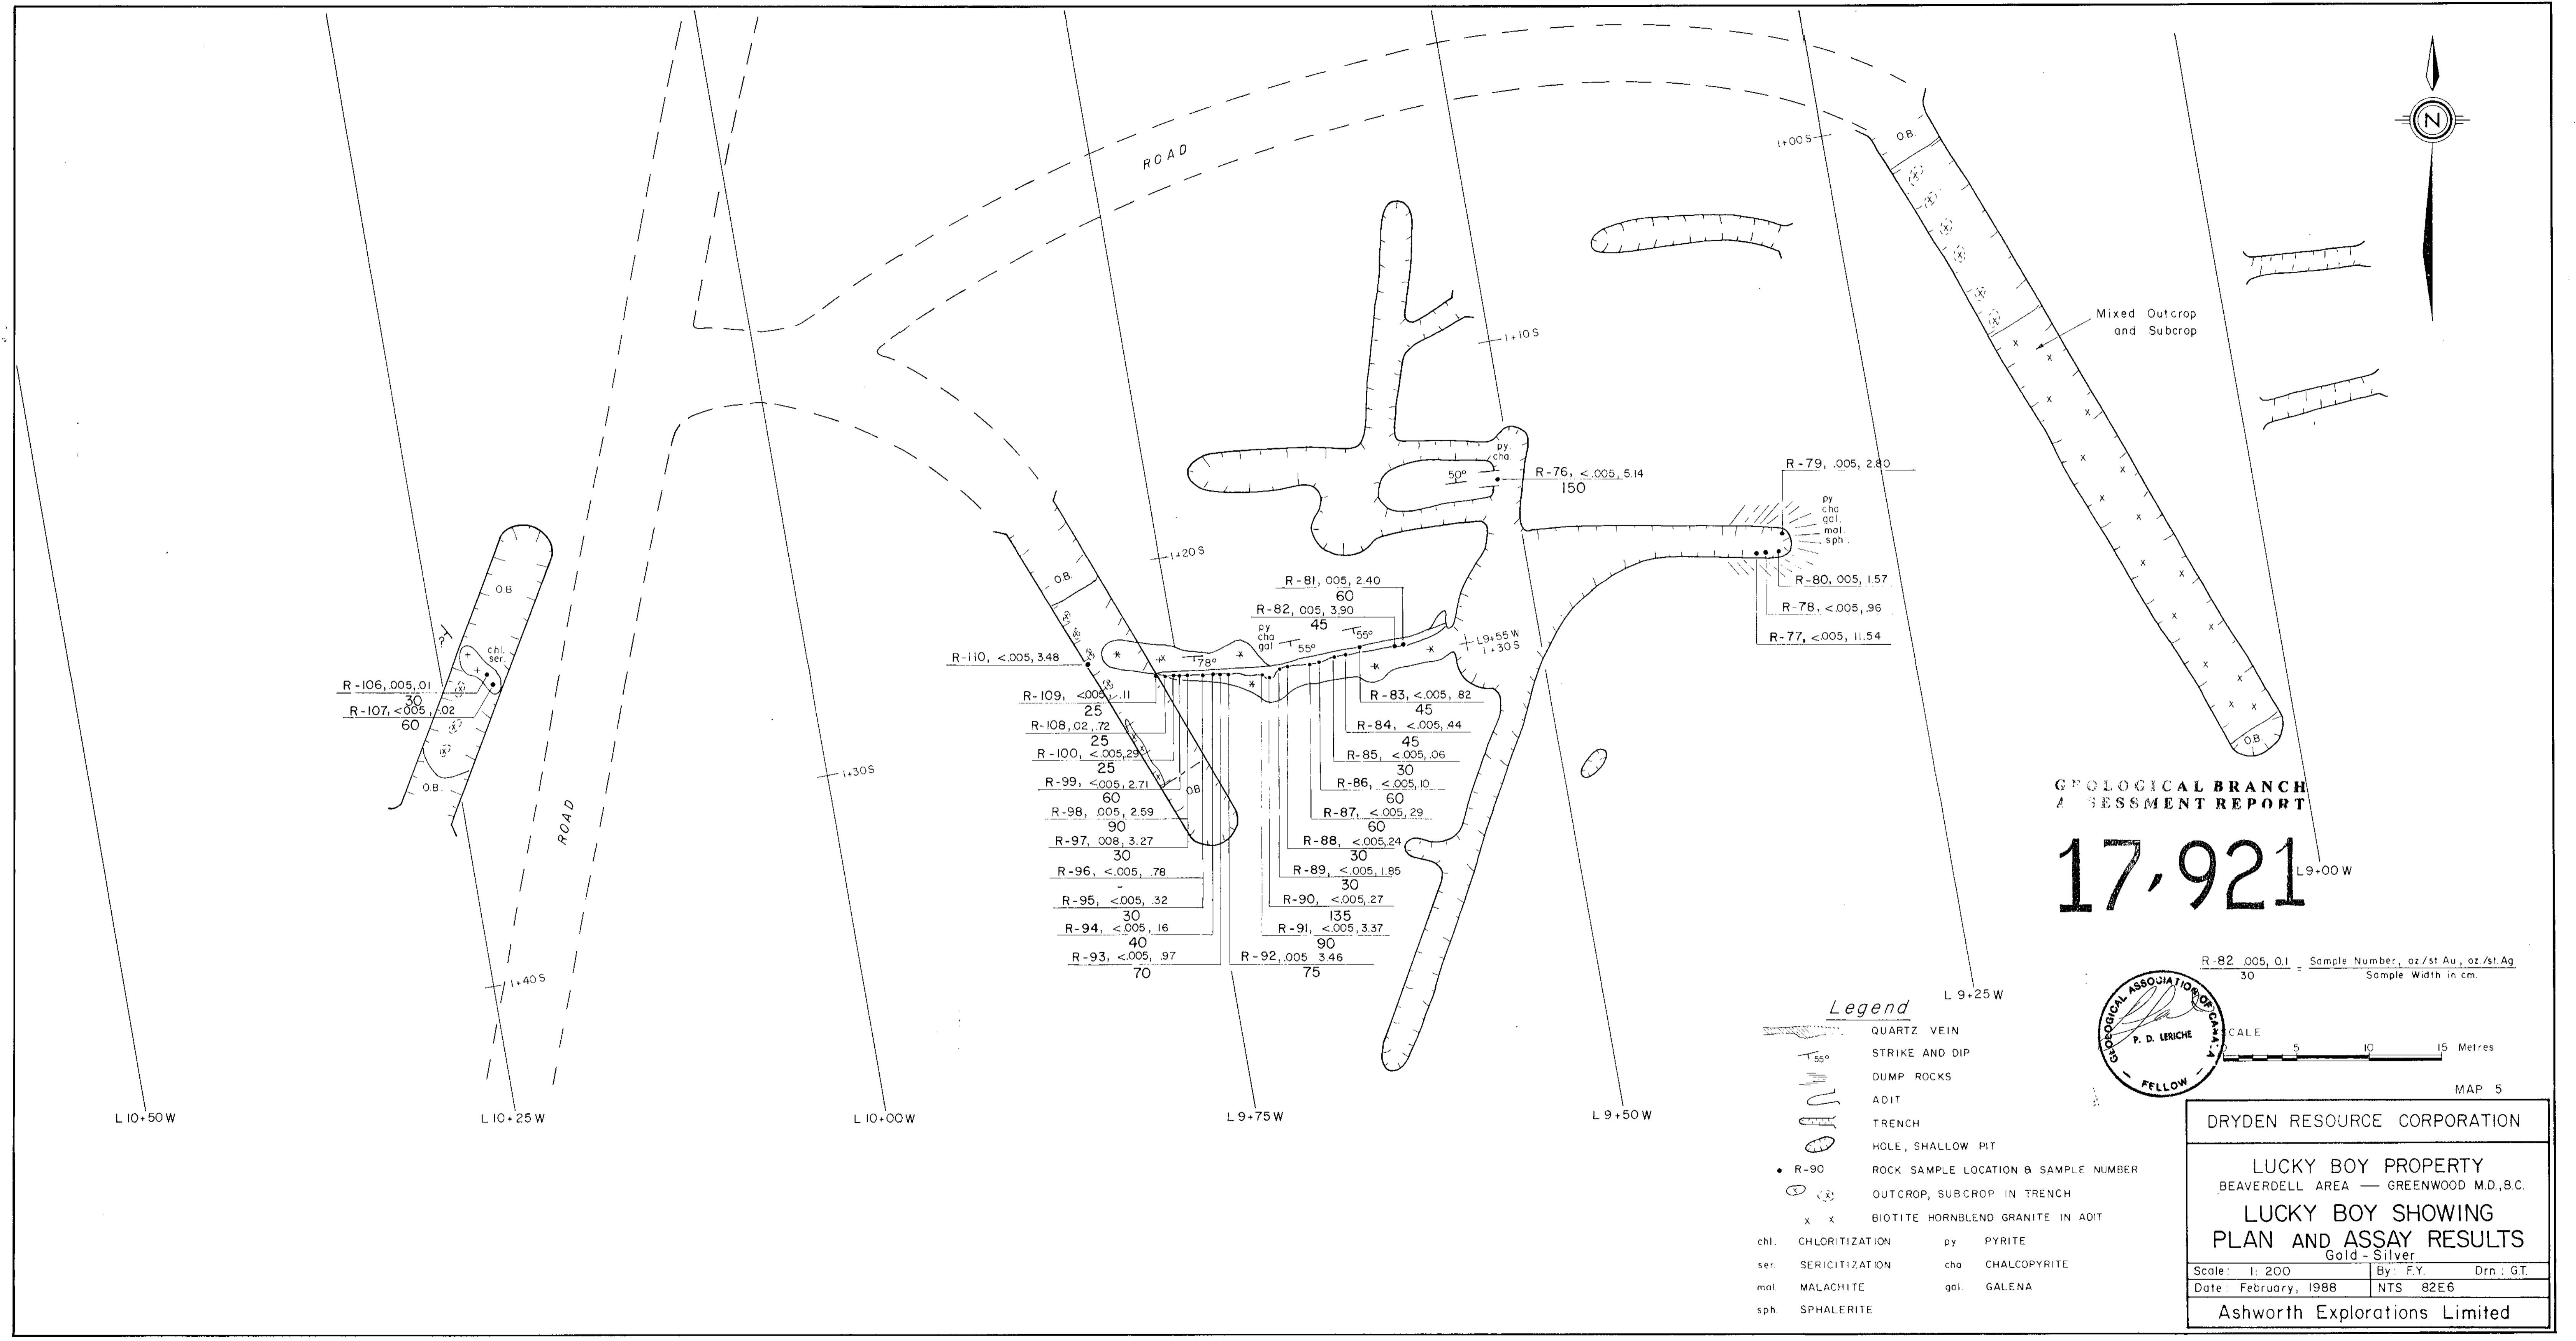 ROAD
1+00S
O.B.
N
Mixed Outcrop
and Subcrop
1+10S
py.
cha
50°
R-76, <.005, 5.14
150
R-79, .005, 2.80
py
cha
gal.
mal.
sph.
R-80, 005, 1.57
R-78, <.005, .96
R-77, <.005, 11.54
1+20S
O.B.
O.B
R-81, 005, 2.40
60
R-82, 005, 3.90
45
py
cha
gal
55°
55°
78°
L9+55W
1+30S
R-110, <.005, 3.48
?
chl.
ser.
R-106, .005, .01
30
R-107, <.005, .02
60
O.B.
ROAD
1+30S
1+40S
R-109, <.005, .11
25
R-108, .02, .72
25
R-100, <.005, .29
25
R-99, <.005, 2.71
60
R-98, .005, 2.59
90
R-97, 008, 3.27
30
R-96, <.005, .78
-
R-95, <.005, .32
30
R-94, <.005, .16
40
R-93, <.005, .97
70
O.B.
R-83, <.005, .82
45
R-84, <.005, .44
45
R-85, <.005, .06
30
R-86, <.005, .10
60
R-87, <.005, .29
60
R-88, <.005, .24
30
R-89, <.005, 1.85
30
R-90, <.005, .27
135
R-91, <.005, 3.37
90
R-92, .005 3.46
75
O.B.
GEOLOGICAL BRANCH
ASSESSMENT REPORT
17,921
L9+00W
R-82 .005, 0.1 = Sample Number, oz./st Au, oz./st. Ag
30 Sample Width in cm.
L 9+25W
GEOLOGICAL ASSOCIATION OF CANADA
P. D. LERICHE
FELLOW
SCALE
5 10 15 Metres
MAP 5
L 10+50W
L 10+25W
L 10+00W
L 9+75W
L 9+50W
Legend
QUARTZ VEIN
55° STRIKE AND DIP
DUMP ROCKS
ADIT
TRENCH
HOLE, SHALLOW PIT
R-90 ROCK SAMPLE LOCATION & SAMPLE NUMBER
OUTCROP, SUBCROP IN TRENCH
x x BIOTITE HORNBLEND GRANITE IN ADIT
chl. CHLORITIZATION py PYRITE
ser. SERICITIZATION cha CHALCOPYRITE
mal. MALACHITE gal. GALENA
sph. SPHALERITE
DRYDEN RESOURCE CORPORATION
LUCKY BOY PROPERTY
BEAVERDELL AREA — GREENWOOD M.D., B.C.
LUCKY BOY SHOWING
PLAN AND ASSAY RESULTS
Gold - Silver
Scale: 1:200 By: F.Y. Drn: G.T.
Date: February, 1988 NTS 82E6
Ashworth Explorations Limited